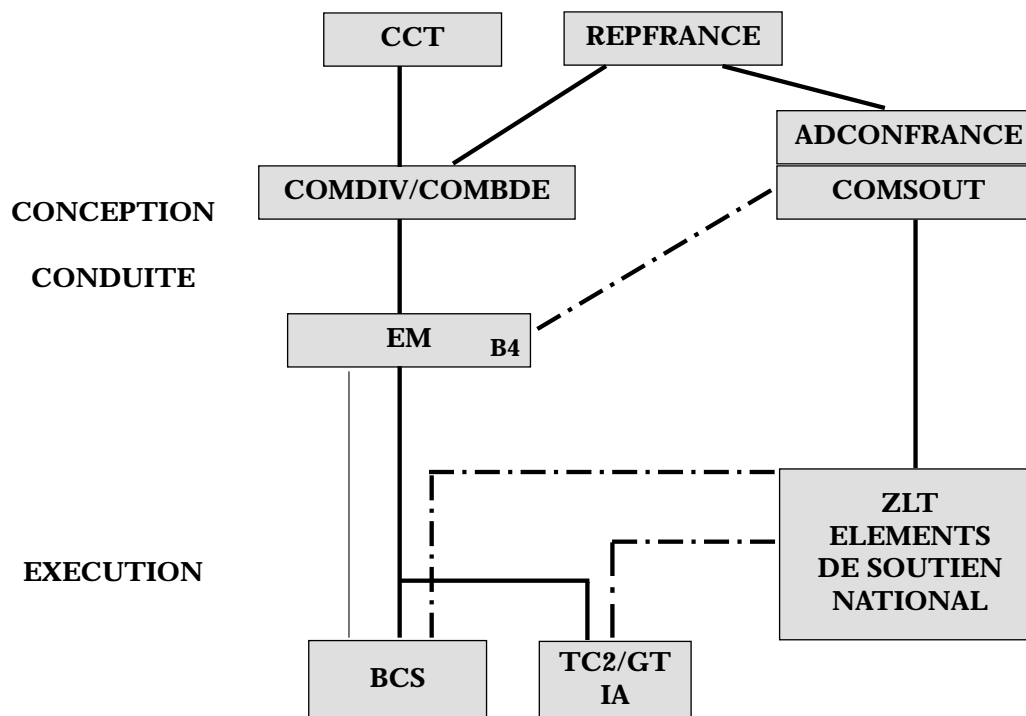 CCT
REPFRANCE
ADCONFRANCE
COMDIV/COMBDE
COMSOUT
CONCEPTION
CONDUITE
EM
B4
ZLT
ELEMENTS
DE SOUTIEN
NATIONAL
EXECUTION
BCS
TC2/GT
IA